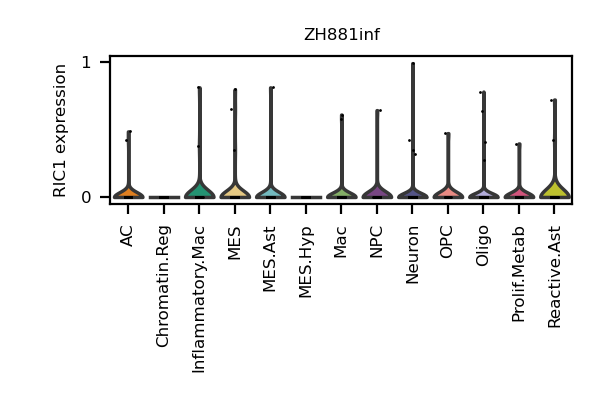 ZH881inf
RIC1 expression
1
0
AC
Chromatin.Reg
Inflammatory.Mac
MES
MES.Ast
MES.Hyp
Mac
NPC
Neuron
OPC
Oligo
Prolif.Metab
Reactive.Ast